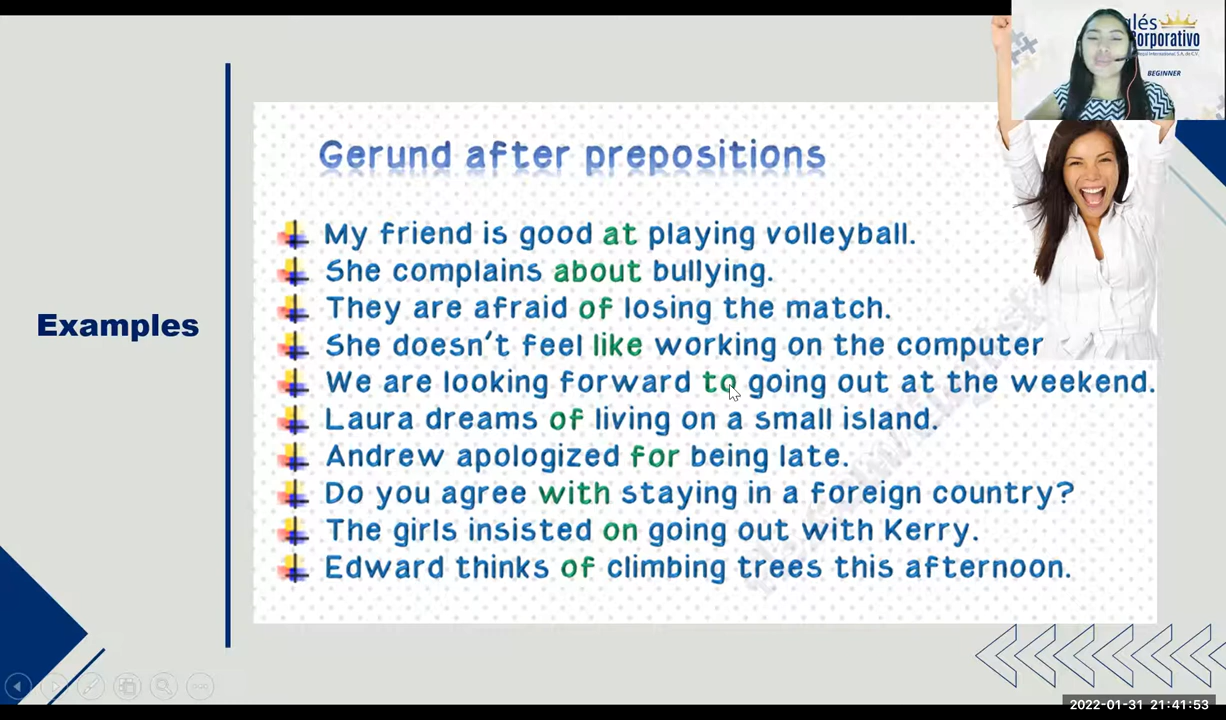 glés
Corporativo
BEGINNER
Gerund after prepositions
My friend is good at playing volleyball.
She complains about bullying.
They are afraid of losing the match.
She doesn't feel like working on the computer
We are looking forward to going out at the weekend.
Laura dreams of living on a small island.
Andrew apologized for being late.
Do you agree with staying in a foreign country?
The girls insisted on going out with Kerry.
Edward thinks of climbing trees this afternoon.
Examples
2022-01-31 21:41:53